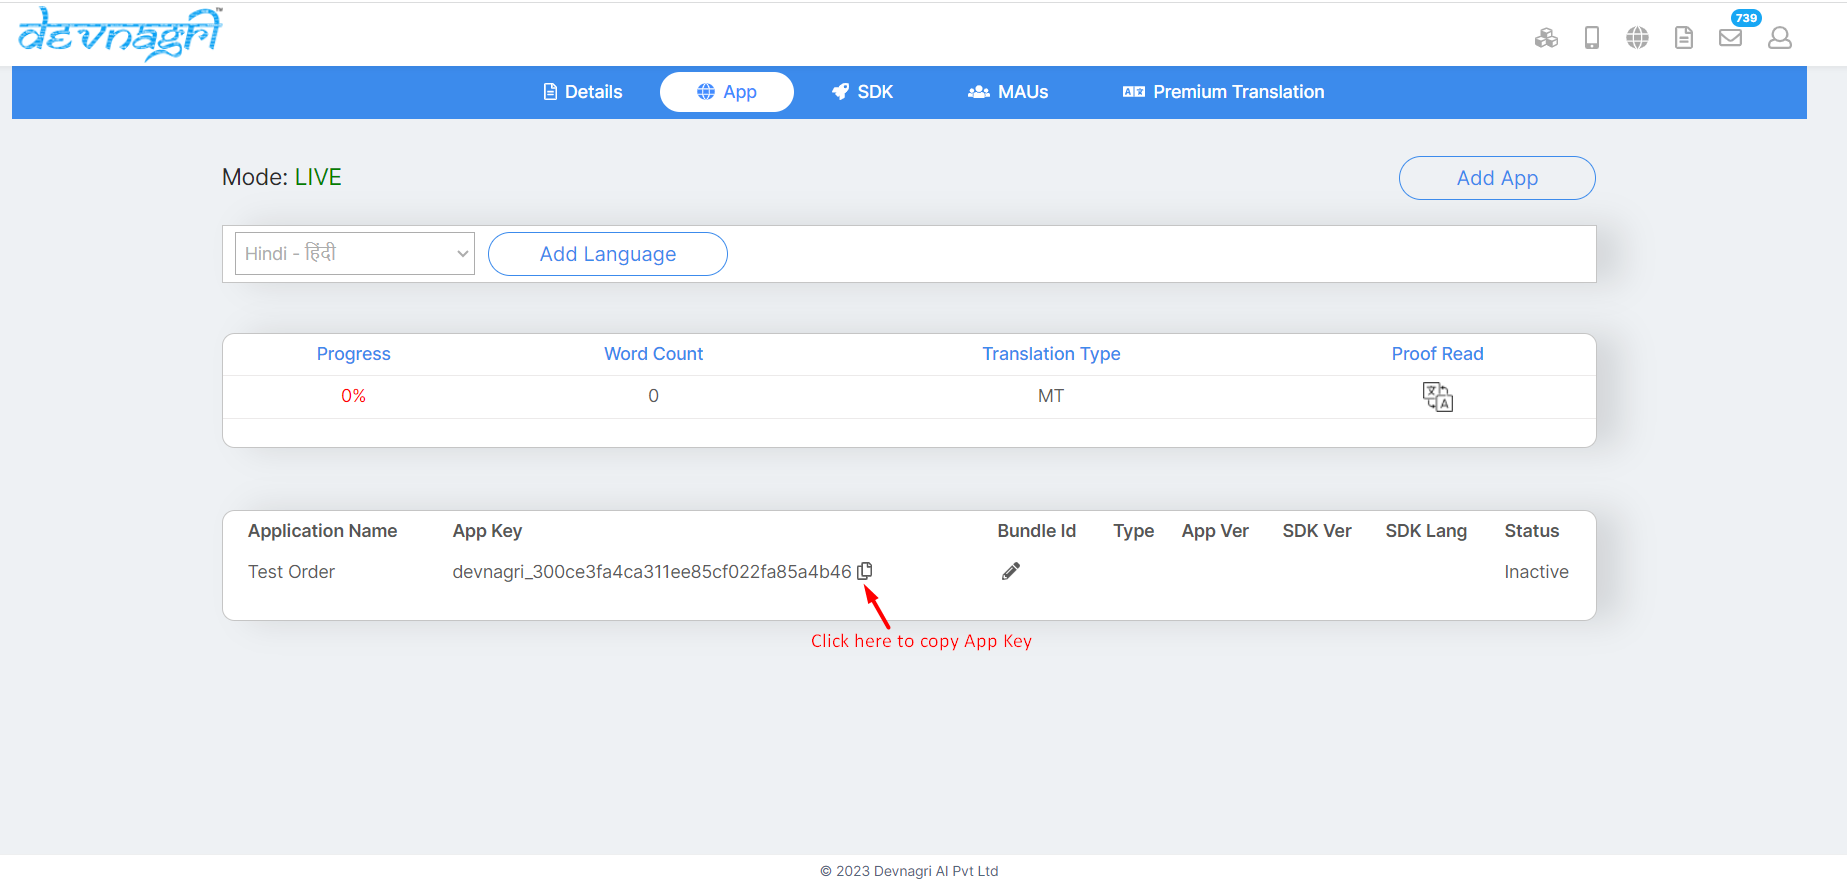 devnagri™
739
Details App SDK MAUs Premium Translation
Mode: LIVE
Add App
Hindi - हिंदी
Add Language
Progress Word Count Translation Type Proof Read
0% 0 MT
Application Name App Key Bundle Id Type App Ver SDK Ver SDK Lang Status
Test Order devnagri_300ce3fa4ca311ee85cf022fa85a4b46 Inactive
Click here to copy App Key
© 2023 Devnagri AI Pvt Ltd